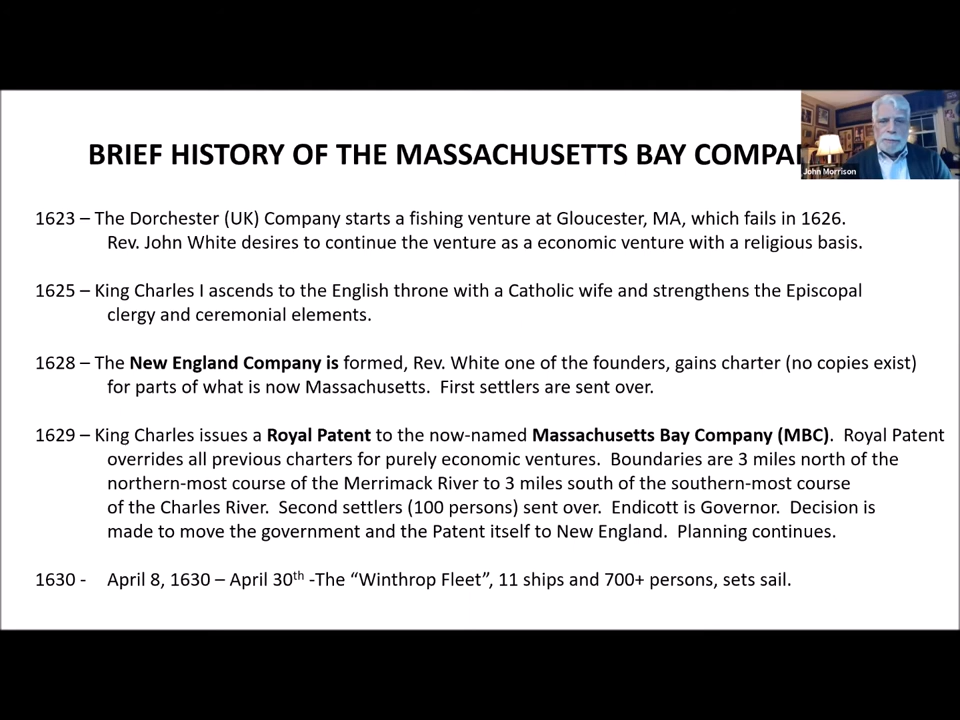 BRIEF HISTORY OF THE MASSACHUSETTS BAY
John Morrison
1623 – The Dorchester (UK) Company starts a fishing venture at Gloucester, MA, which fails in 1626.
Rev. John White desires to continue the venture as a economic venture with a religious basis.
1625 – King Charles I ascends to the English throne with a Catholic wife and strengthens the Episcopal
clergy and ceremonial elements.
1628 – The New England Company is formed, Rev. White one of the founders, gains charter (no copies exist)
for parts of what is now Massachusetts. First settlers are sent over.
1629 – King Charles issues a Royal Patent to the now-named Massachusetts Bay Company (MBC). Royal Patent
overrides all previous charters for purely economic ventures. Boundaries are 3 miles north of the
northern-most course of the Merrimack River to 3 miles south of the southern-most course
of the Charles River. Second settlers (100 persons) sent over. Endicott is Governor. Decision is
made to move the government and the Patent itself to New England. Planning continues.
1630 - April 8, 1630 – April 30th -The “Winthrop Fleet”, 11 ships and 700+ persons, sets sail.